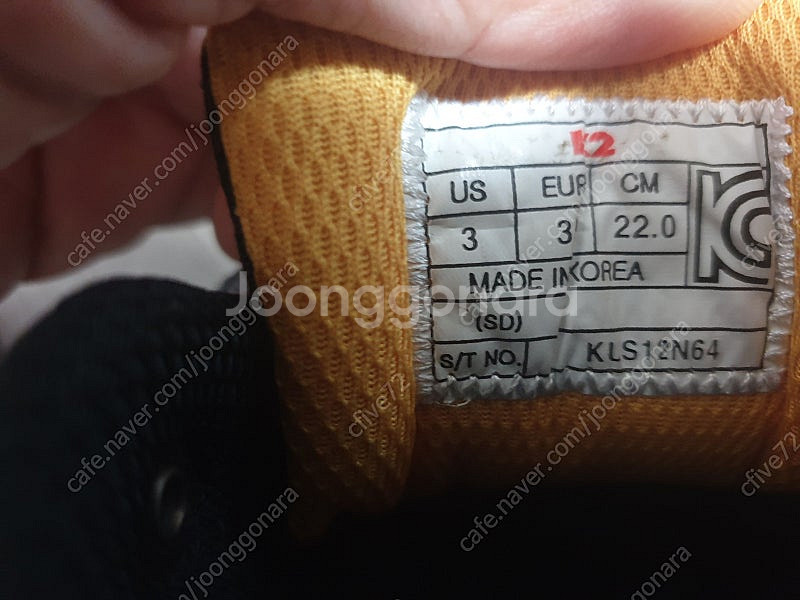 K2
US EUR CM
3 3 22.0
MADE IN KOREA
(SD)
S/T NO. KLS12N64
Joonggonara
cafe.naver.com/joonggonara
cfive72